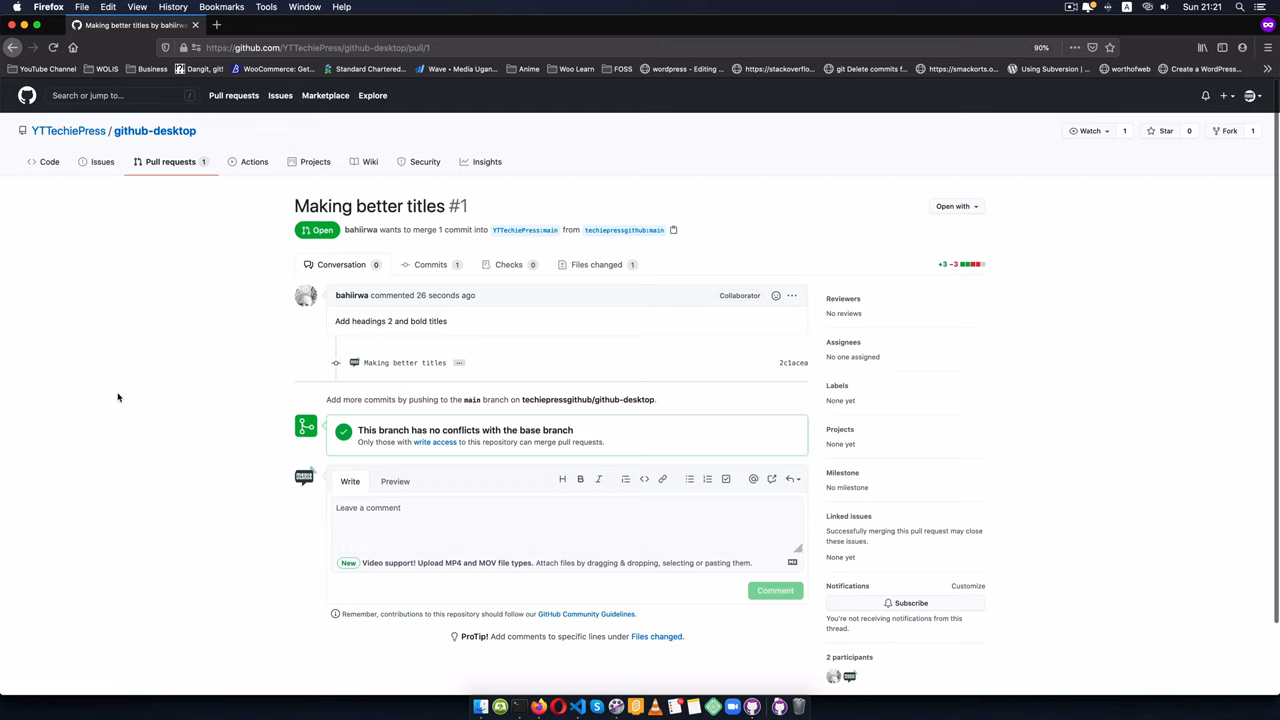 Firefox File Edit View History Bookmarks Tools Window Help
A Sun 21:21
Making better titles by bahiirwa
https://github.com/YTTechiePress/github-desktop/pull/1 90%
YouTube Channel WOLIS Business Dangit, git! WooCommerce: Get... Standard Chartered... Wave • Media Ugan... Anime Woo Learn FOSS wordpress - Editing ... https://stackoverflo... git Delete commits f... https://smackorts.o... Using Subversion | ... worthofweb Create a WordPress...
Search or jump to... / Pull requests Issues Marketplace Explore
YTTechiePress / github-desktop Watch 1 Star 0 Fork 1
Code Issues Pull requests 1 Actions Projects Wiki Security Insights
Making better titles #1 Open with
Open bahiirwa wants to merge 1 commit into YTTechiePress:main from techiepressgithub:main
Conversation 0 Commits 1 Checks 0 Files changed 1 +3 −3
bahiirwa commented 26 seconds ago Collaborator
Add headings 2 and bold titles
Making better titles ... 2c1acea
Add more commits by pushing to the main branch on techiepressgithub/github-desktop.
This branch has no conflicts with the base branch
Only those with write access to this repository can merge pull requests.
Write Preview
Leave a comment
New Video support! Upload MP4 and MOV file types. Attach files by dragging & dropping, selecting or pasting them.
Comment
Remember, contributions to this repository should follow our GitHub Community Guidelines.
ProTip! Add comments to specific lines under Files changed.
Reviewers
No reviews
Assignees
No one assigned
Labels
None yet
Projects
None yet
Milestone
No milestone
Linked issues
Successfully merging this pull request may close
these issues.
None yet
Notifications Customize
Subscribe
You're not receiving notifications from this
thread.
2 participants